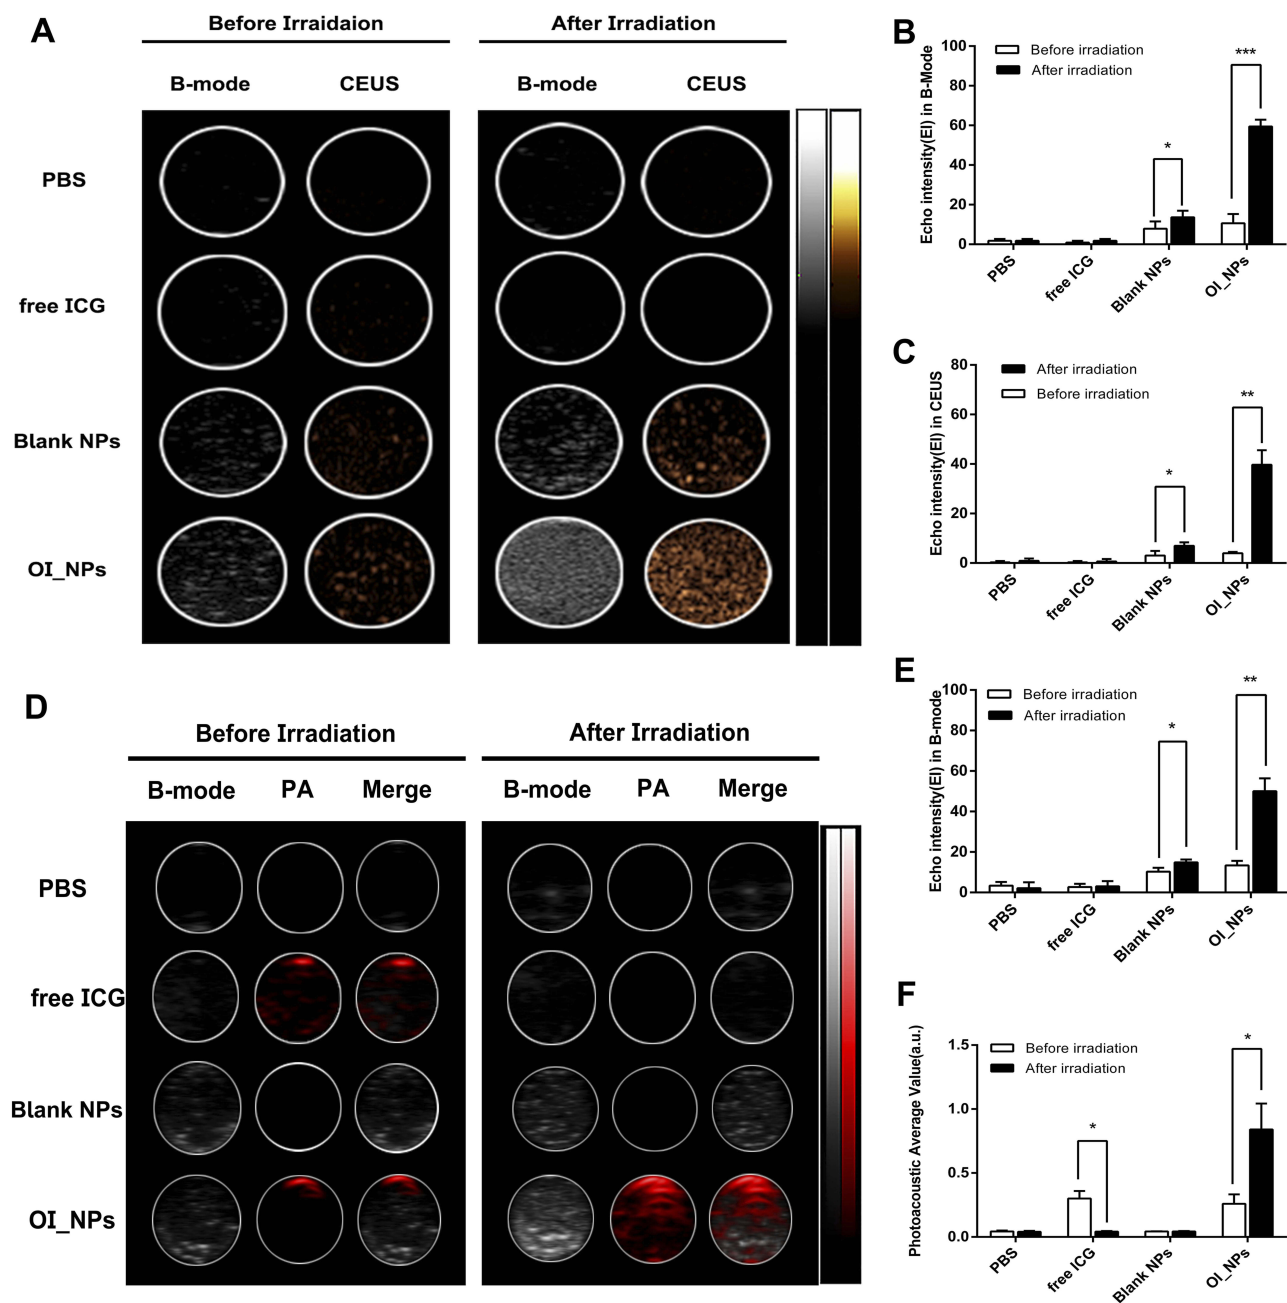 A
Before Irraidaion
After Irradiation
B-mode
CEUS
B-mode
CEUS
PBS
free ICG
Blank NPs
OI_NPs
B
Echo intensity(EI) in B-Mode
100
80
60
40
20
0
Before irradiation
After irradiation
*
***
PBS
free ICG
Blank NPs
OI_NPs
C
Echo intensity(EI) in CEUS
80
60
40
20
0
After irradiation
Before irradiation
*
**
PBS
free ICG
Blank NPs
OI_NPs
D
Before Irradiation
After Irradiation
B-mode
PA
Merge
B-mode
PA
Merge
PBS
free ICG
Blank NPs
OI_NPs
E
Echo intensity(EI) in B-mode
100
80
60
40
20
0
Before irradiation
After irradiation
*
**
PBS
free ICG
Blank NPs
OI_NPs
F
Photoacoustic Average Value(a.u.)
1.5
1.0
0.5
0.0
Before irradiation
After irradiation
*
*
PBS
free ICG
Blank NPs
OI_NPs